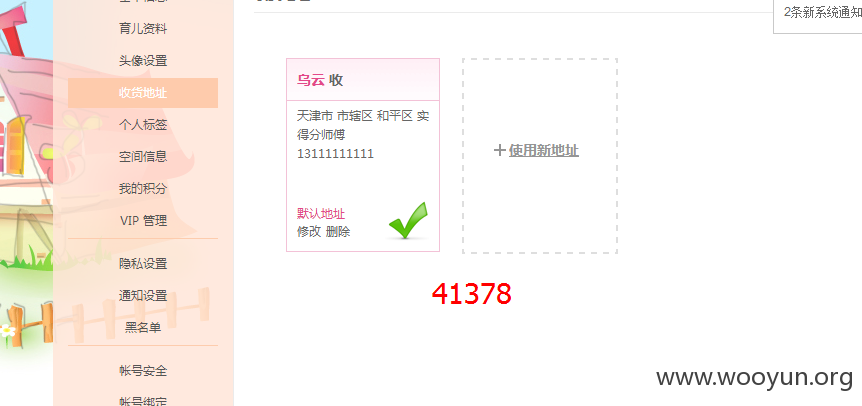 2条新系统通知
育儿资料
头像设置
收货地址
个人标签
空间信息
我的积分
VIP 管理
隐私设置
通知设置
黑名单
帐号安全
帐号绑定
乌云 收
天津市 市辖区 和平区 实
得分师傅
13111111111
默认地址
修改 删除
使用新地址
41378
www.wooyun.org